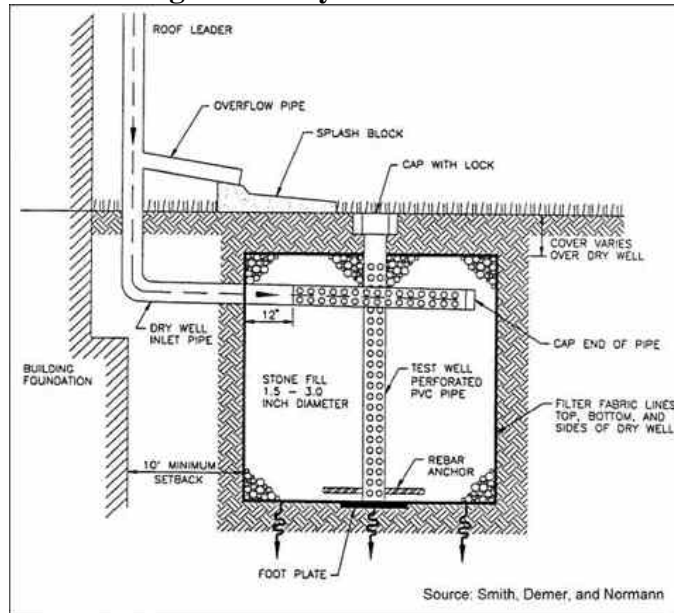 ROOF LEADER
OVERFLOW PIPE
SPLASH BLOCK
CAP WITH LOCK
COVER VARIES
OVER DRY WELL
12"
DRY WELL
INLET PIPE
CAP END OF PIPE
BUILDING
FOUNDATION
STONE FILL
1.5 – 3.0
INCH DIAMETER
TEST WELL
PERFORATED
PVC PIPE
FILTER FABRIC LINES
TOP, BOTTOM, AND
SIDES OF DRY WELL
10' MINIMUM
SETBACK
REBAR
ANCHOR
FOOT PLATE
Source: Smith, Demer, and Normann